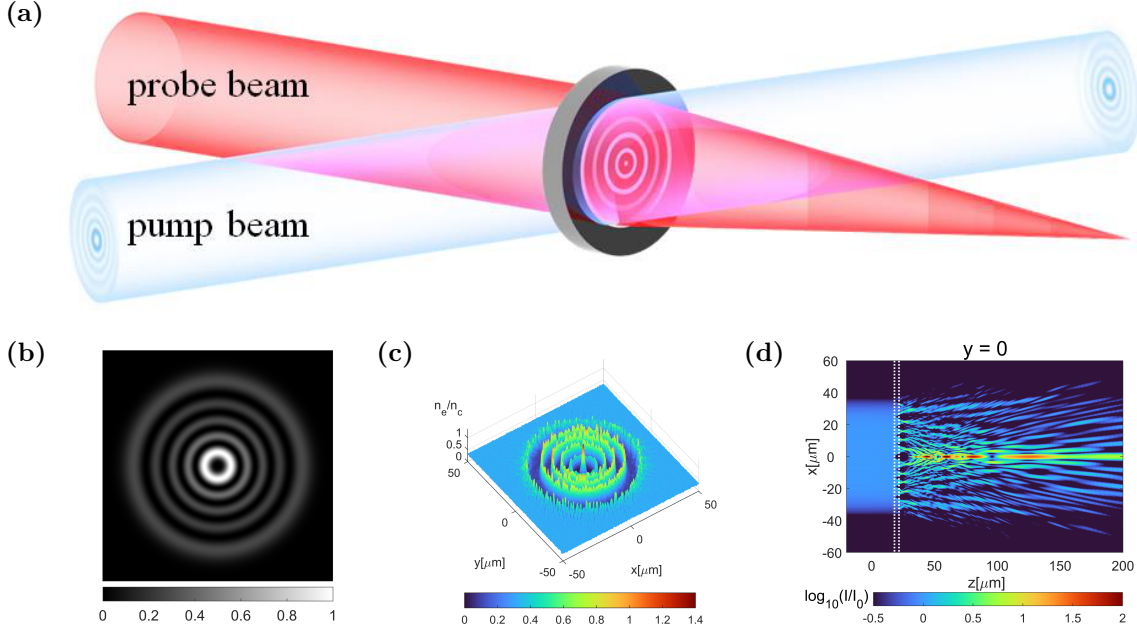 (a)
probe beam
pump beam
(b)
0 0.2 0.4 0.6 0.8 1
(c)
n_e/n_c
1
0.5
0
50
0
-50
y[μm]
-50
0
50
x[μm]
0 0.2 0.4 0.6 0.8 1 1.2 1.4
(d)
y = 0
60
40
20
0
-20
-40
-60
x[μm]
0 50 100 150 200
z[μm]
log_10(I/I_0)
-0.5 0 0.5 1 1.5 2